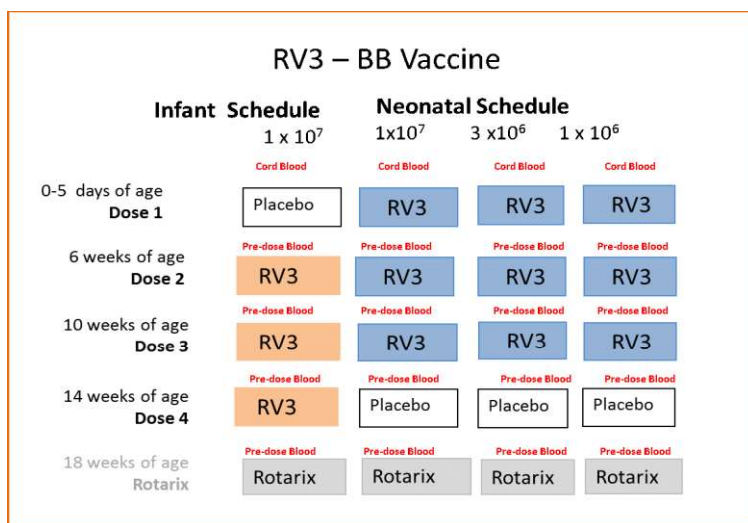 RV3 – BB Vaccine
Infant Schedule Neonatal Schedule
1 x 10⁷ 1x10⁷ 3 x10⁶ 1 x 10⁶
Cord Blood Cord Blood Cord Blood Cord Blood
0-5 days of age
Dose 1
Placebo RV3 RV3 RV3
Pre-dose Blood Pre-dose Blood Pre-dose Blood Pre-dose Blood
6 weeks of age
Dose 2
RV3 RV3 RV3 RV3
Pre-dose Blood Pre-dose Blood Pre-dose Blood Pre-dose Blood
10 weeks of age
Dose 3
RV3 RV3 RV3 RV3
Pre-dose Blood Pre-dose Blood Pre-dose Blood Pre-dose Blood
14 weeks of age
Dose 4
RV3 Placebo Placebo Placebo
Pre-dose Blood Pre-dose Blood Pre-dose Blood Pre-dose Blood
18 weeks of age
Rotarix
Rotarix Rotarix Rotarix Rotarix